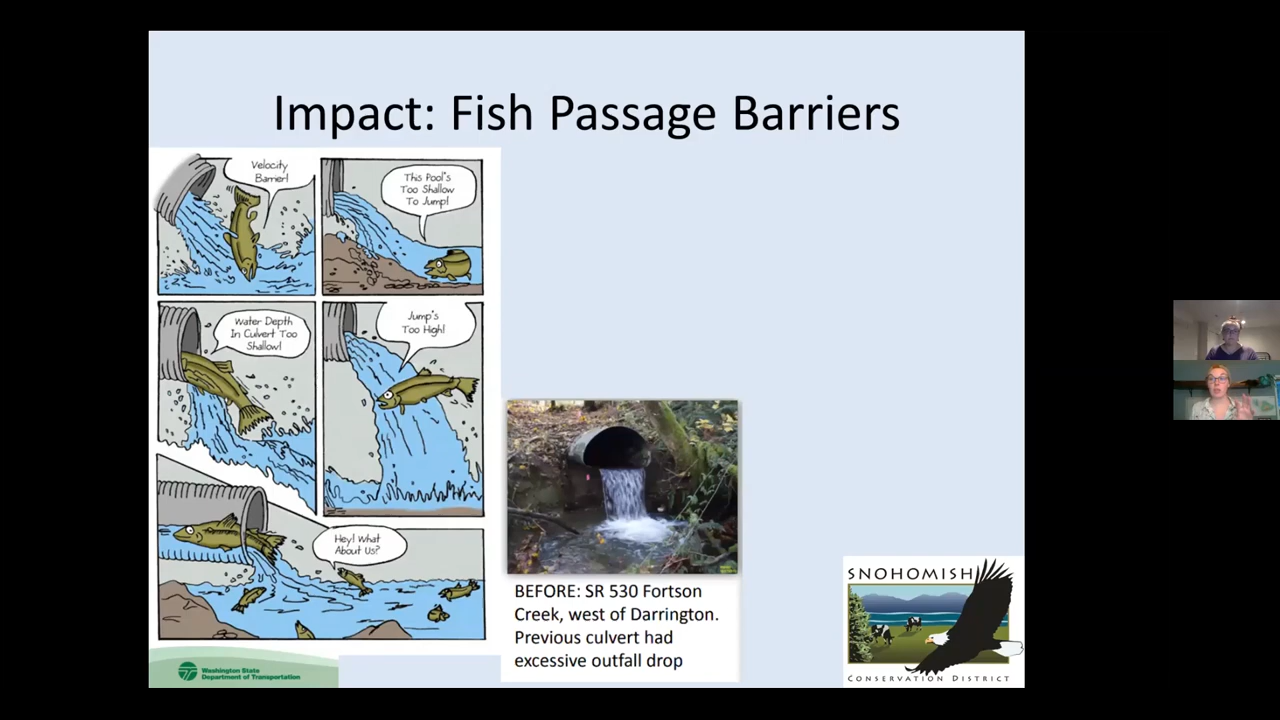 Impact: Fish Passage Barriers
Velocity
Barrier!
This Pool's
Too Shallow
To Jump!
Water Depth
In Culvert Too
Shallow!
Jump's
Too High!
Hey! What
About Us?
Washington State
Department of Transportation
BEFORE: SR 530 Fortson
Creek, west of Darrington.
Previous culvert had
excessive outfall drop
SNOHOMISH
CONSERVATION DISTRICT